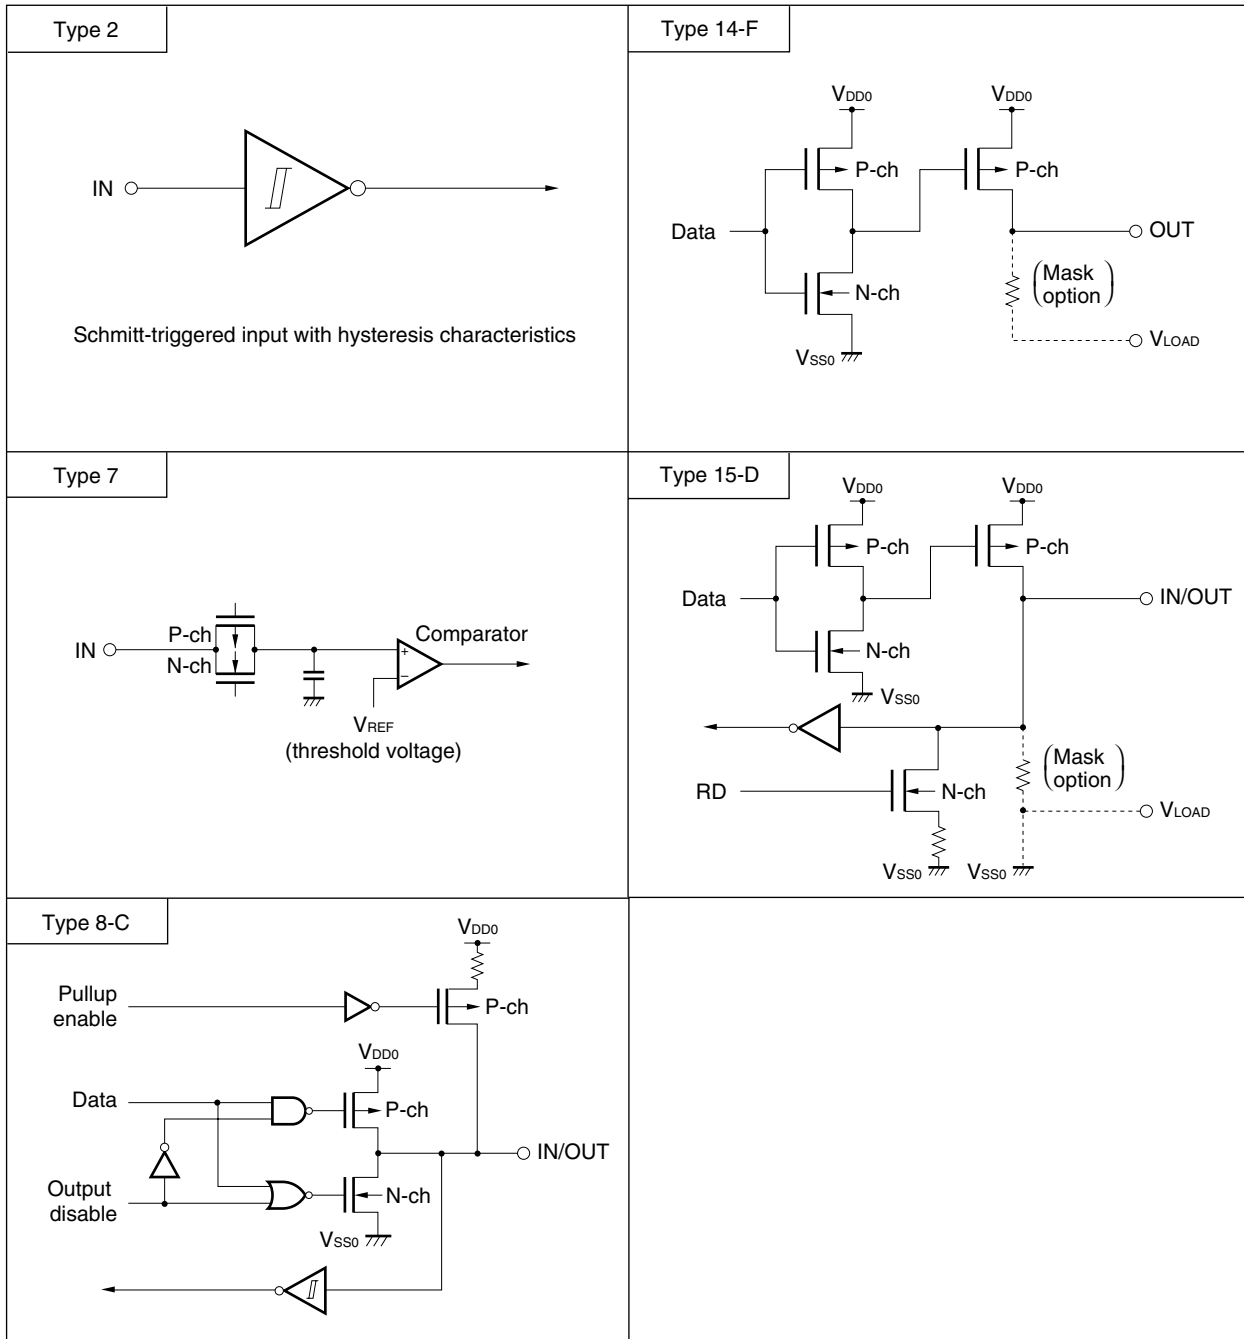 Type 2
IN
Schmitt-triggered input with hysteresis characteristics
Type 14-F
VDD0
VDD0
P-ch
P-ch
Data
OUT
N-ch
(Mask
option)
VSS0
VLOAD
Type 7
P-ch
IN
N-ch
Comparator
+
−
VREF
(threshold voltage)
Type 15-D
VDD0
VDD0
P-ch
P-ch
Data
IN/OUT
N-ch
VSS0
(Mask
option)
RD
N-ch
VLOAD
VSS0
VSS0
Type 8-C
VDD0
Pullup
enable
P-ch
VDD0
Data
P-ch
IN/OUT
Output
disable
N-ch
VSS0